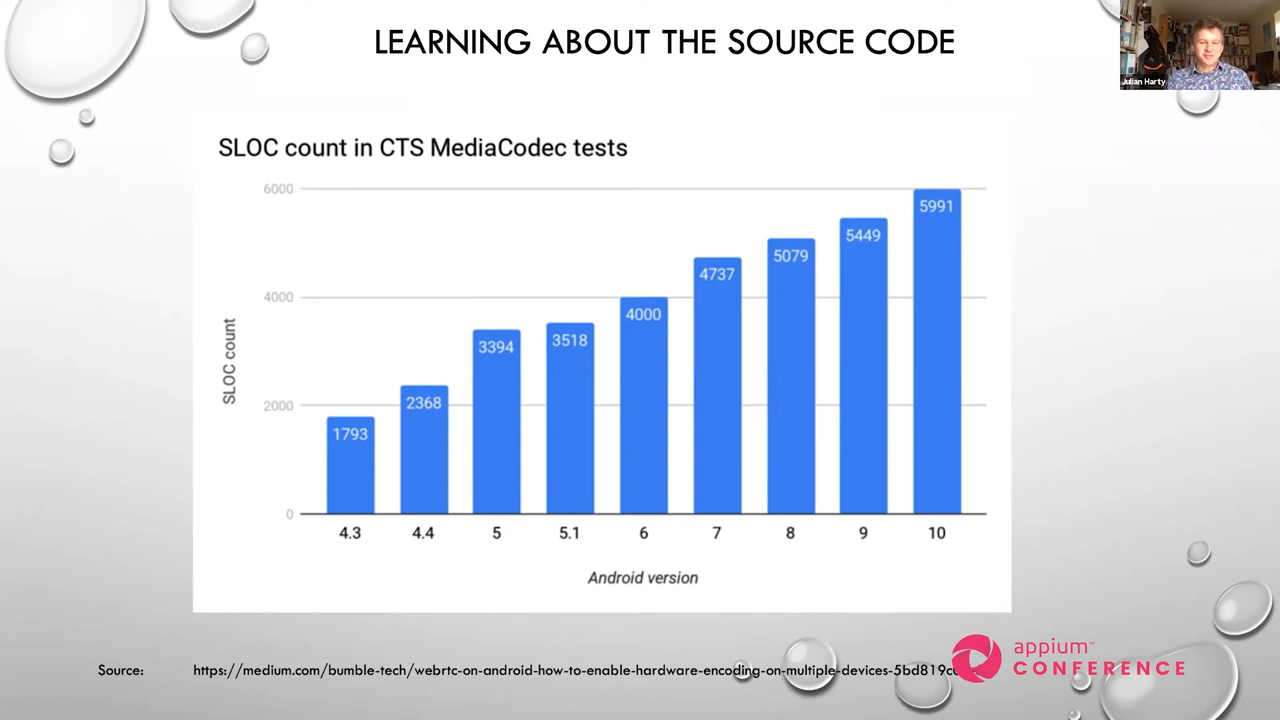 LEARNING ABOUT THE SOURCE CODE
Julian Harty
SLOC count in CTS MediaCodec tests
6000
4000
2000
0
SLOC count
1793
2368
3394
3518
4000
4737
5079
5449
5991
4.3
4.4
5
5.1
6
7
8
9
10
Android version
Source: https://medium.com/bumble-tech/webrtc-on-android-how-to-enable-hardware-encoding-on-multiple-devices-5bd819c
appium™
CONFERENCE